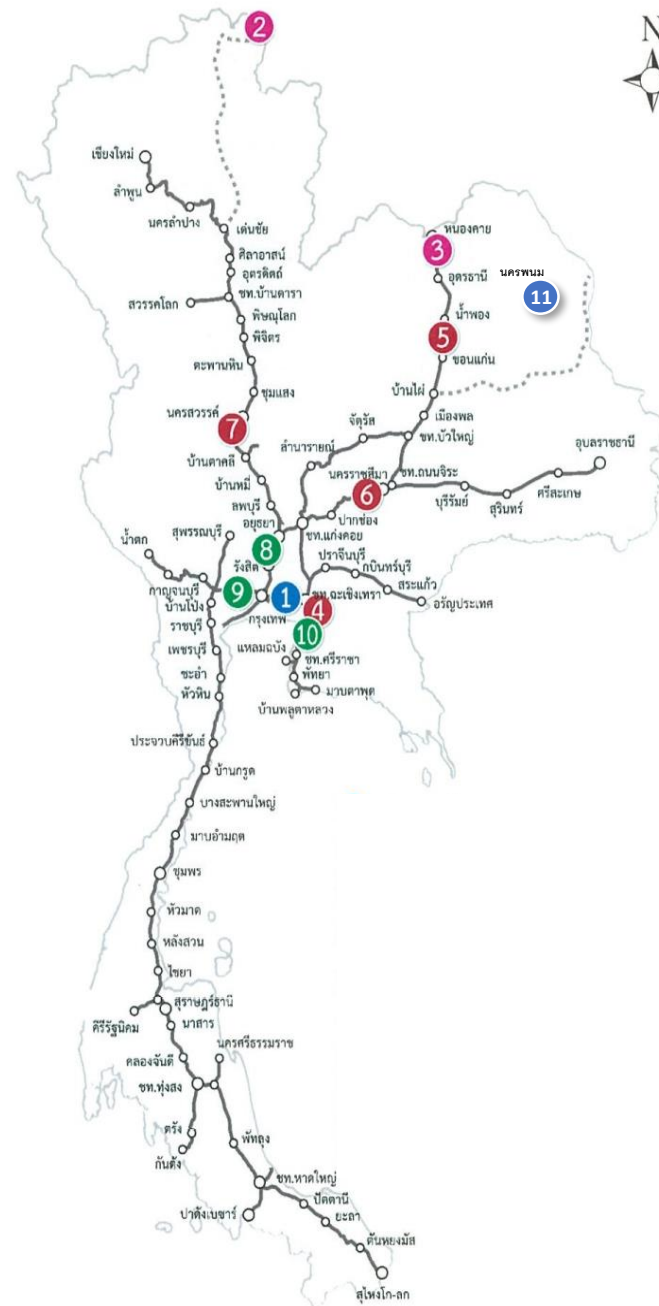 2
N
เชียงใหม่
ลำพูน
นครลำปาง
เด่นชัย
ศิลาอาสน์
อุตรดิตถ์
ชท.บ้านดารา
สวรรคโลก
พิษณุโลก
พิจิตร
ตะพานหิน
ชุมแสง
นครสวรรค์
7
บ้านตาคลี
บ้านหมี่
ลพบุรี
อยุธยา
8
รังสิต
หนองคาย
3
อุดรธานี
นครพนม
11
น้ำพอง
5
ขอนแก่น
บ้านไผ่
เมืองพล
จัตุรัส
ชท.บัวใหญ่
ลำนารายณ์
นครราชสีมา
ชท.ถนนจิระ
6
ปากช่อง
ชท.แก่งคอย
บุรีรัมย์
สุรินทร์
ศรีสะเกษ
อุบลราชธานี
สุพรรณบุรี
น้ำตก
กาญจนบุรี
9
บ้านโป่ง
ราชบุรี
เพชรบุรี
ชะอำ
หัวหิน
ปราจีนบุรี
กบินทร์บุรี
สระแก้ว
อรัญประเทศ
1
กรุงเทพ
ชท.ฉะเชิงเทรา
4
10
แหลมฉบัง
ชท.ศรีราชา
พัทยา
มาบตาพุด
บ้านพลูตาหลวง
ประจวบคีรีขันธ์
บ้านกรูด
บางสะพานใหญ่
มาบอำมฤต
ชุมพร
หัวมาด
หลังสวน
ไชยา
สุราษฎร์ธานี
คีรีรัฐนิคม
นาสาร
นครศรีธรรมราช
คลองจันดี
ชท.ทุ่งสง
ตรัง
กันตัง
พัทลุง
ชท.หาดใหญ่
ปาดังเบซาร์
ปัตตานี
ยะลา
ตันหยงมัส
สุไหงโก-ลก